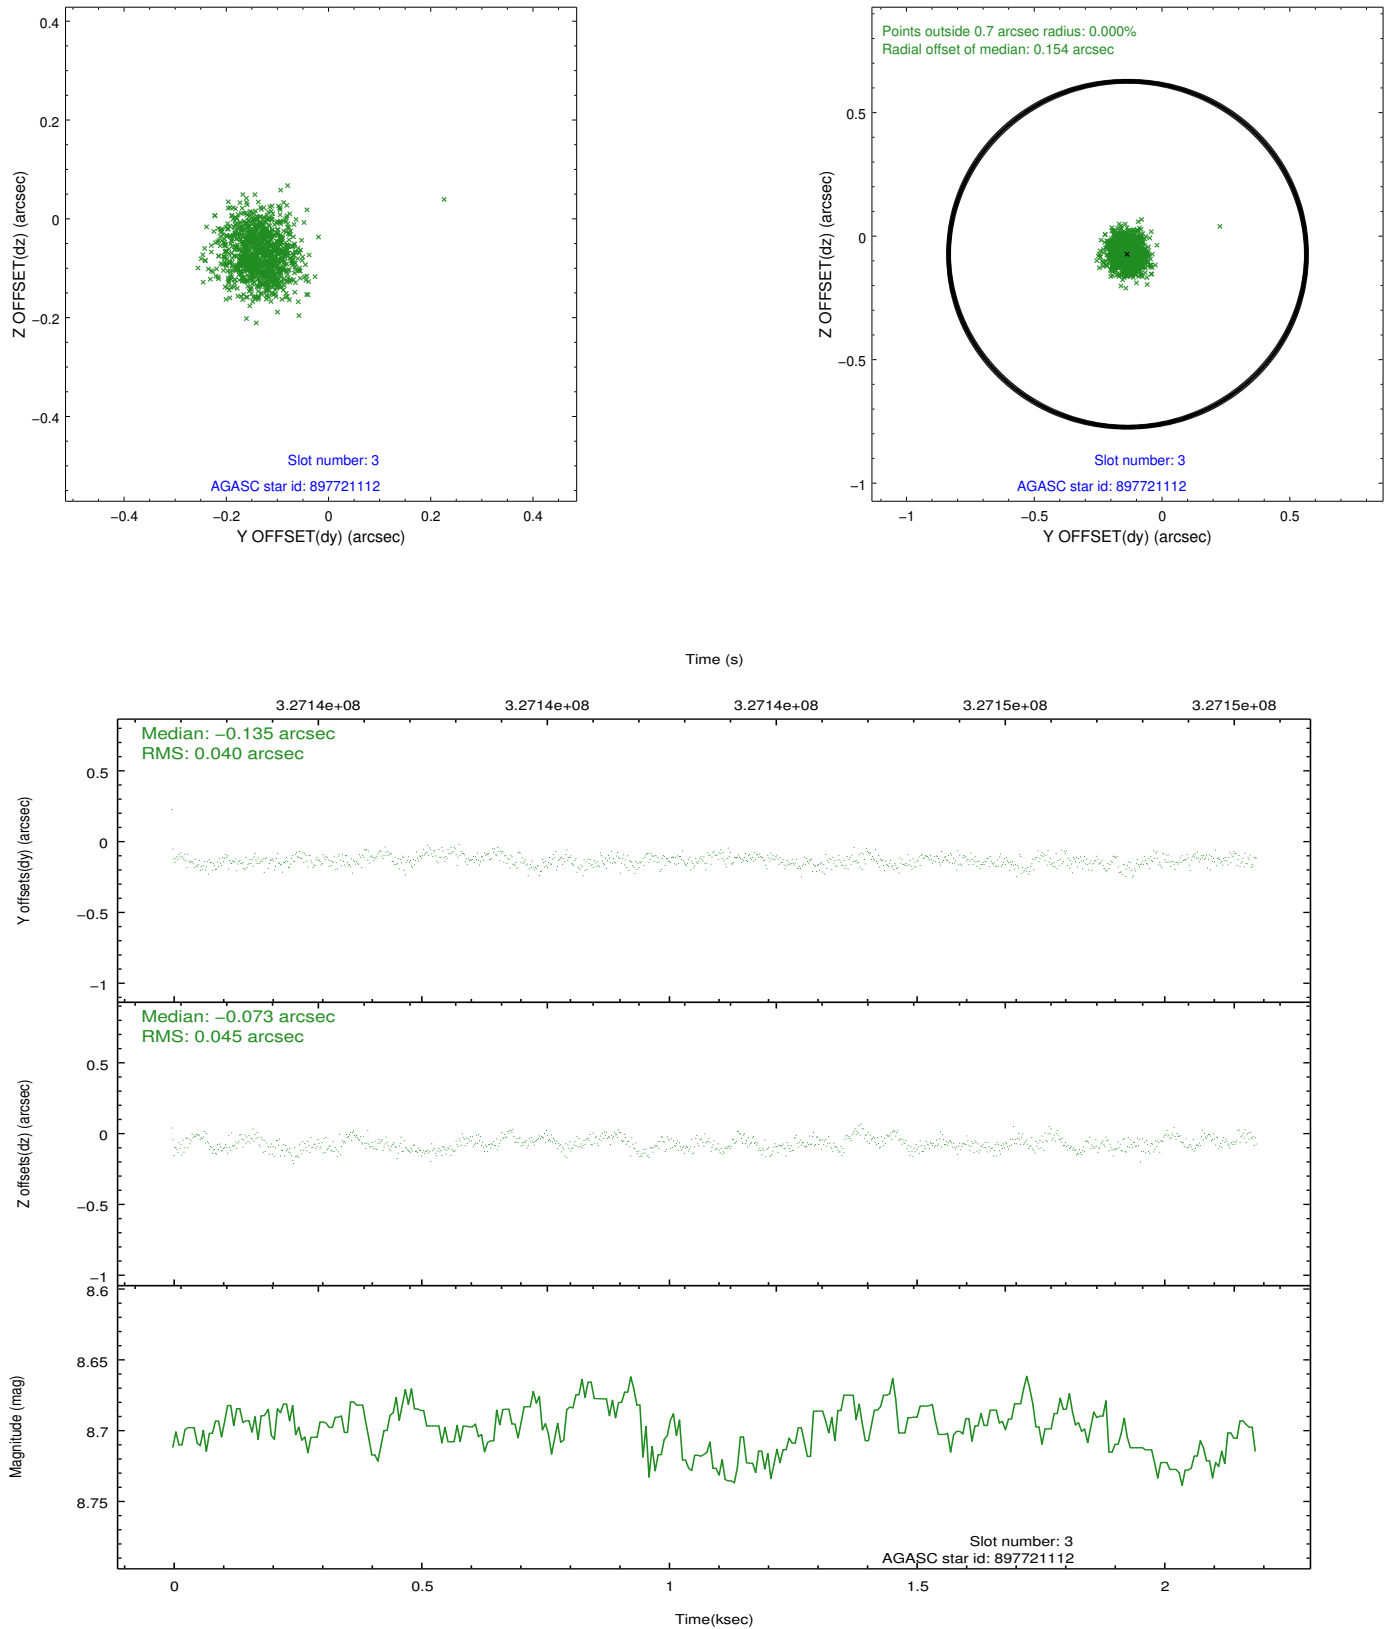 0.4
0.2
0
−0.2
−0.4
Z OFFSET(dz) (arcsec)
Slot number: 3
AGASC star id: 897721112
−0.4 −0.2 0 0.2 0.4
Y OFFSET(dy) (arcsec)
Points outside 0.7 arcsec radius: 0.000%
Radial offset of median: 0.154 arcsec
0.5
0
−0.5
−1
Z OFFSET(dz) (arcsec)
Slot number: 3
AGASC star id: 897721112
−1 −0.5 0 0.5
Y OFFSET(dy) (arcsec)
Time (s)
3.2714e+08 3.2714e+08 3.2714e+08 3.2715e+08 3.2715e+08
Median: −0.135 arcsec
RMS: 0.040 arcsec
0.5
0
−0.5
−1
Y offsets(dy) (arcsec)
Median: −0.073 arcsec
RMS: 0.045 arcsec
0.5
0
−0.5
−1
Z offsets(dz) (arcsec)
8.6
8.65
8.7
8.75
Magnitude (mag)
Slot number: 3
AGASC star id: 897721112
0 0.5 1 1.5 2
Time(ksec)